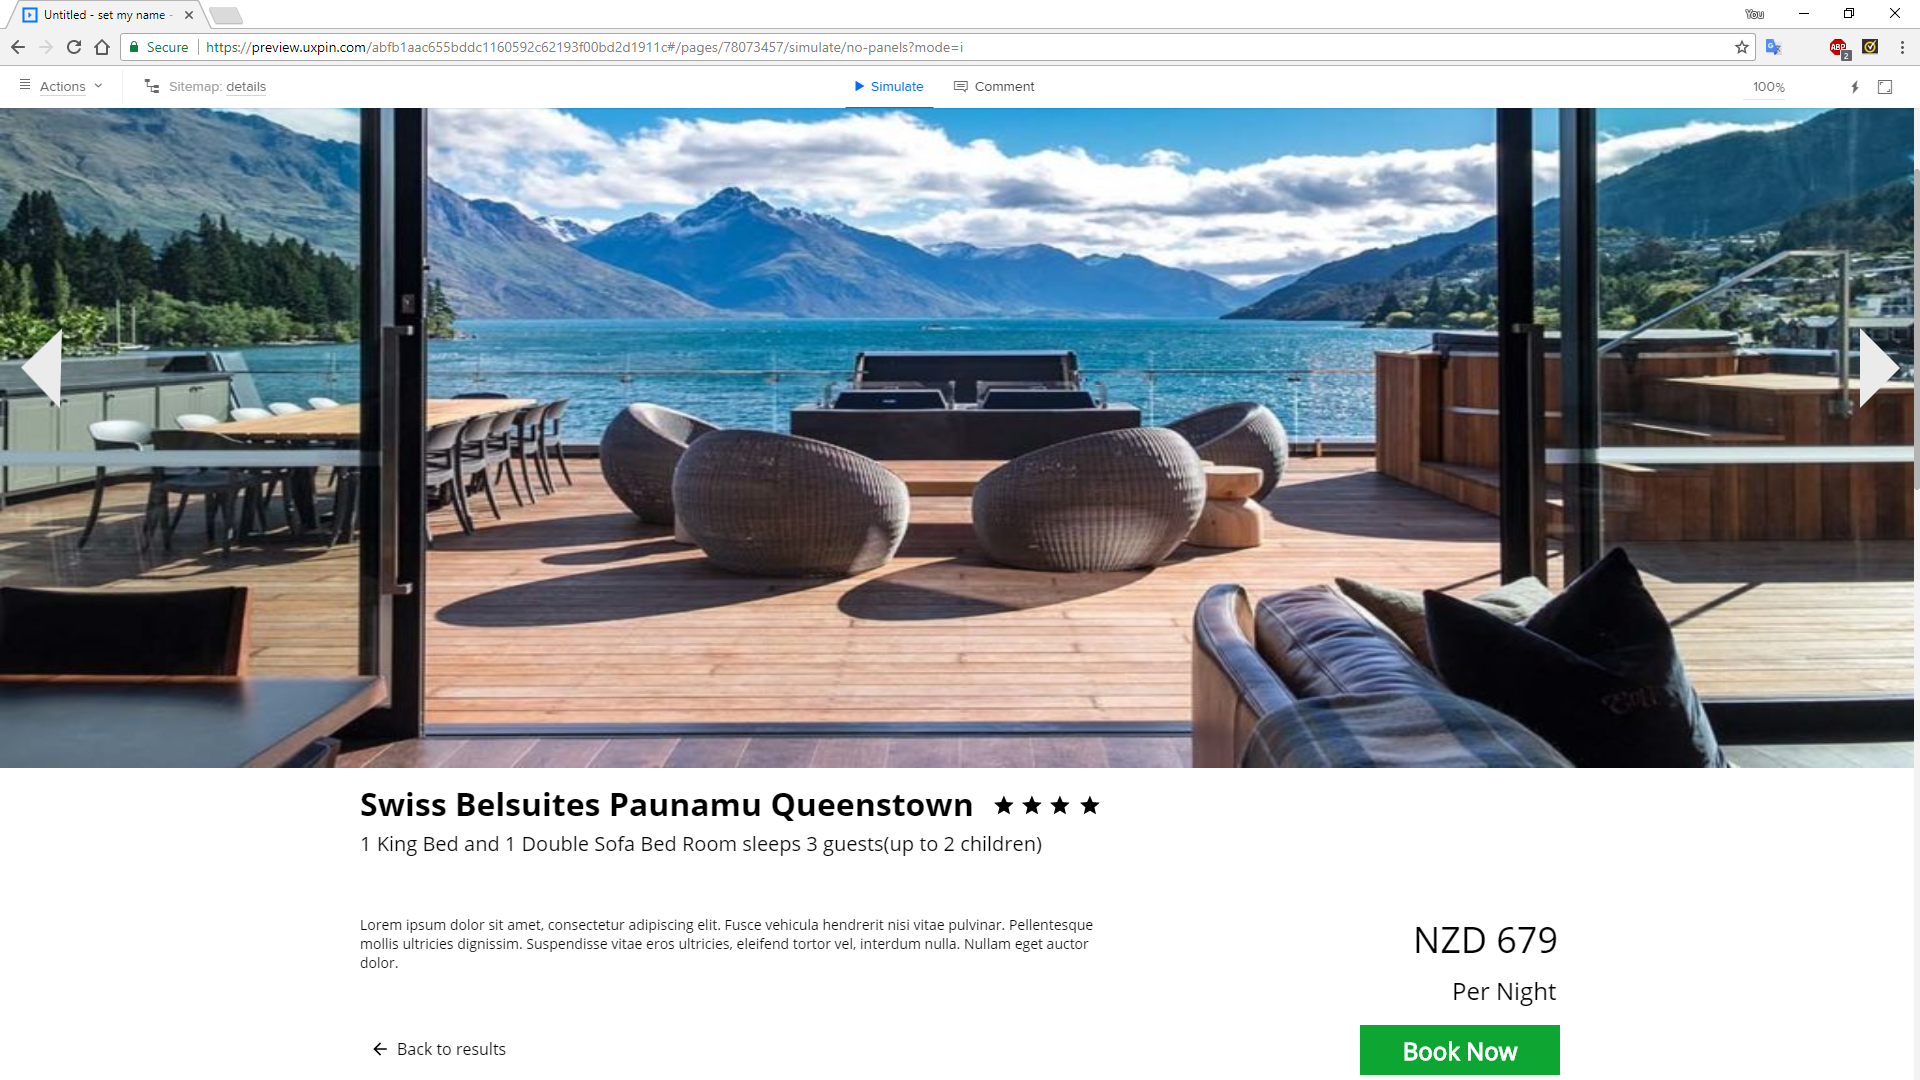 Untitled - set my name -
You
Secure
https://preview.uxpin.com/abfb1aac655bddc1160592c62193f00bd2d1911c#/pages/78073457/simulate/no-panels?mode=i
ABP
2
Actions
Sitemap: details
Simulate
Comment
100%
Swiss Belsuites Paunamu Queenstown
1 King Bed and 1 Double Sofa Bed Room sleeps 3 guests(up to 2 children)
Lorem ipsum dolor sit amet, consectetur adipiscing elit. Fusce vehicula hendrerit nisi vitae pulvinar. Pellentesque
mollis ultricies dignissim. Suspendisse vitae eros ultricies, eleifend tortor vel, interdum nulla. Nullam eget auctor
dolor.
NZD 679
Per Night
Back to results
Book Now